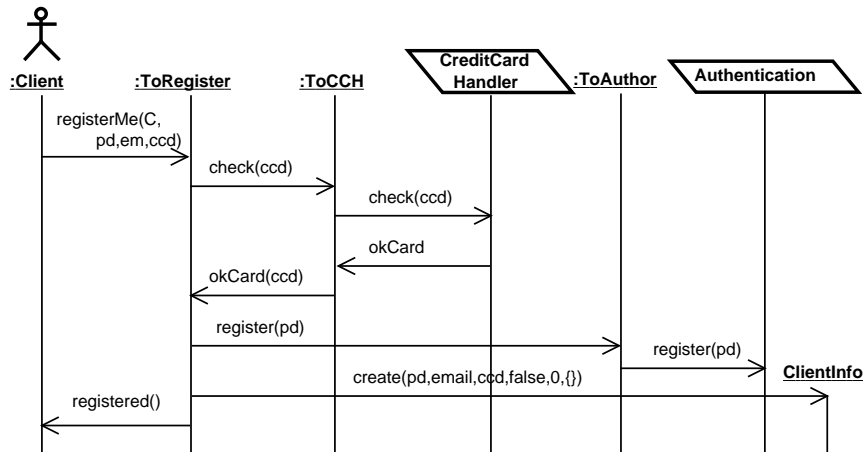 CreditCard
Handler
:Client
:ToRegister
:ToCCH
:ToAuthor
Authentication
registerMe(C,
pd,em,ccd)
check(ccd)
check(ccd)
okCard
okCard(ccd)
register(pd)
register(pd)
create(pd,email,ccd,false,0,{})
ClientInfo
registered()